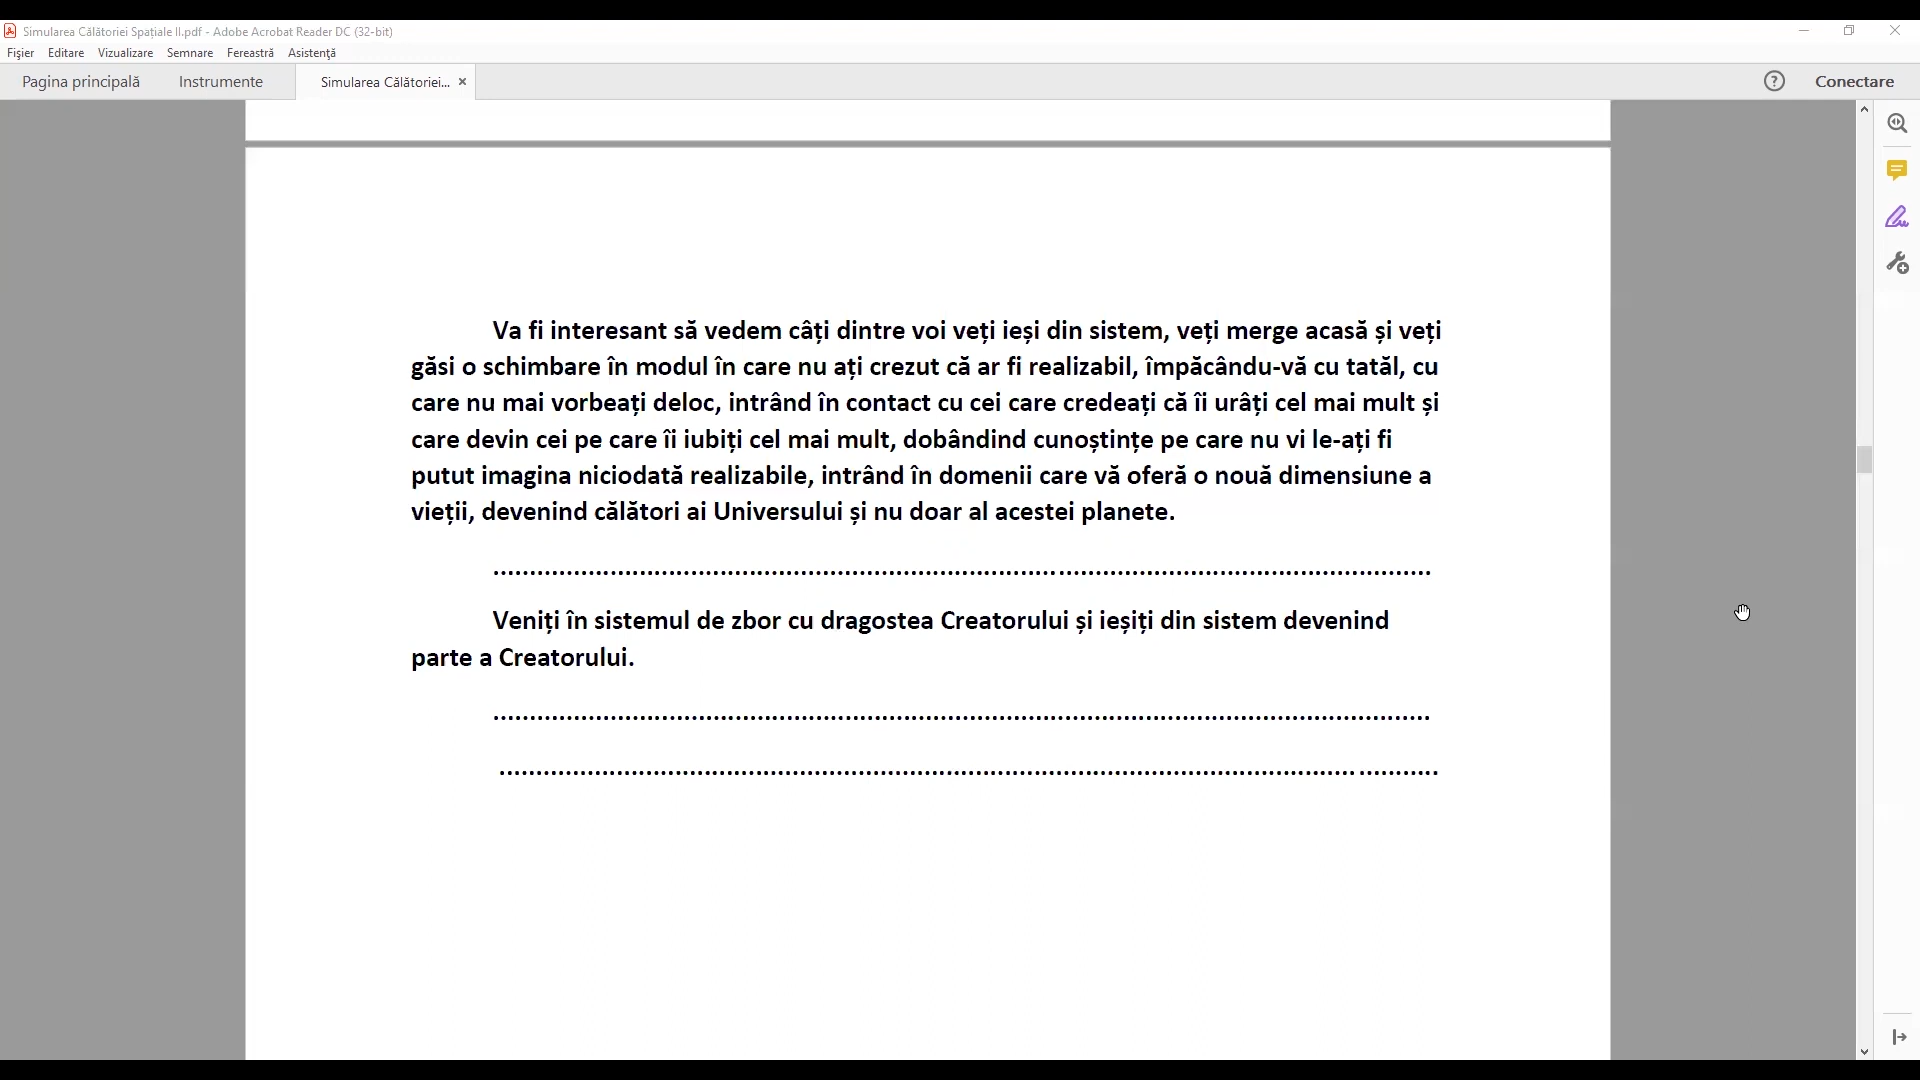 Simularea Călătoriei Spațiale II.pdf - Adobe Acrobat Reader DC (32-bit)
Fişier Editare Vizualizare Semnare Fereastră Asistenţă
Pagina principală Instrumente Simularea Călătoriei... × ? Conectare
Va fi interesant să vedem câți dintre voi veți ieși din sistem, veți merge acasă și veți
găsi o schimbare în modul în care nu ați crezut că ar fi realizabil, împăcându-vă cu tatăl, cu
care nu mai vorbeați deloc, intrând în contact cu cei care credeați că îi urâți cel mai mult și
care devin cei pe care îi iubiți cel mai mult, dobândind cunoștințe pe care nu vi le-ați fi
putut imagina niciodată realizabile, intrând în domenii care vă oferă o nouă dimensiune a
vieții, devenind călători ai Universului și nu doar al acestei planete.
................................................................................................................................
Veniți în sistemul de zbor cu dragostea Creatorului și ieșiți din sistem devenind
parte a Creatorului.
................................................................................................................................
................................................................................................................................